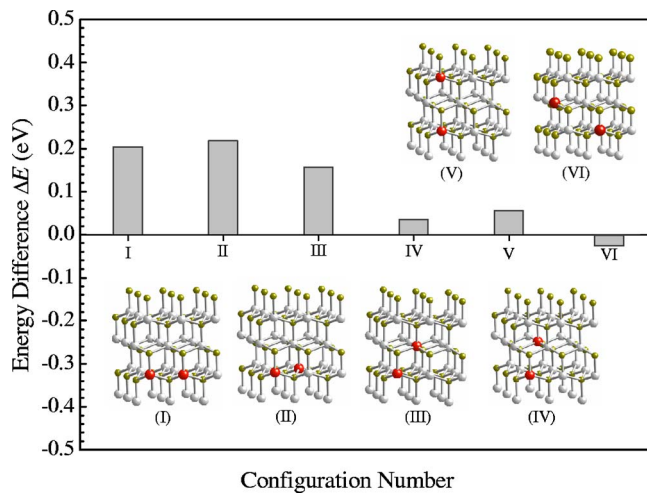 0.5
0.4
0.3
0.2
0.1
0.0
-0.1
-0.2
-0.3
-0.4
-0.5
Energy Difference ΔE (eV)
(V) (VI)
I II III IV V VI
(I) (II) (III) (IV)
Configuration Number